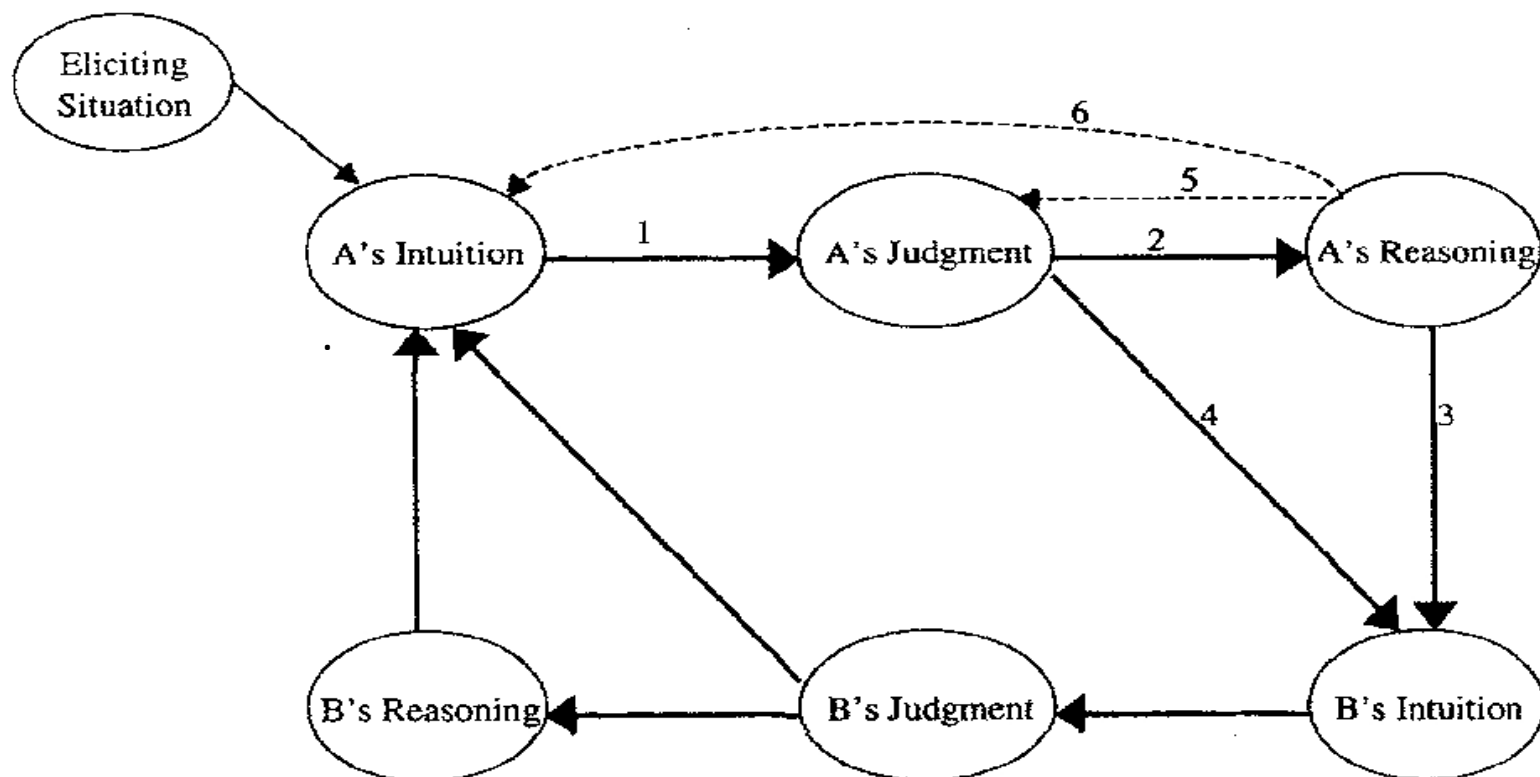 Eliciting
Situation
6
5
A's Intuition
1
A's Judgment
2
A's Reasoning
4
3
B's Reasoning
B's Judgment
B's Intuition